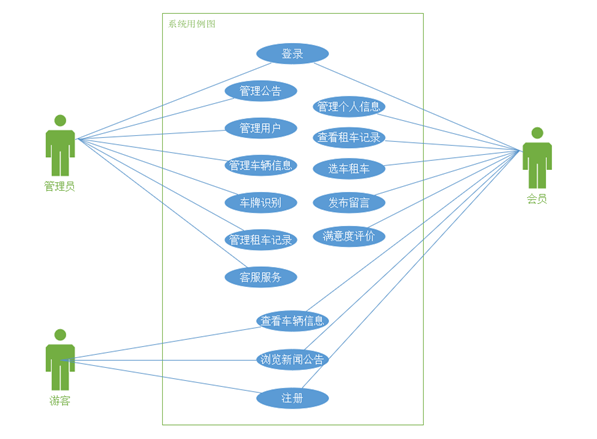 系统用例图
登录
管理公告
管理个人信息
管理用户
查看租车记录
管理车辆信息
选车租车
管理员
会员
车牌识别
发布留言
管理租车记录
满意度评价
客服服务
查看车辆信息
浏览新闻公告
注册
游客